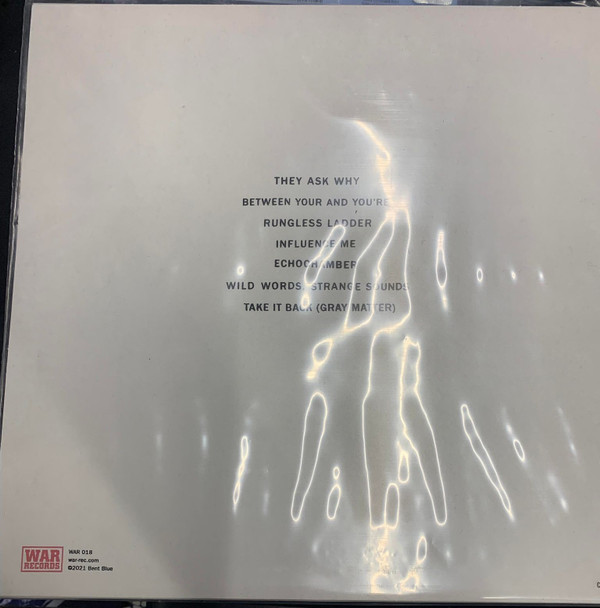 THEY ASK WHY
BETWEEN YOUR AND YOU'RE
RUNGLESS LADDER
INFLUENCE ME
ECHOCHAMBER
WILD WORDS, STRANGE SOUNDS
TAKE IT BACK (GRAY MATTER)
WAR
RECORDS
WAR 018
war-rec.com
©2021 Bent Blue